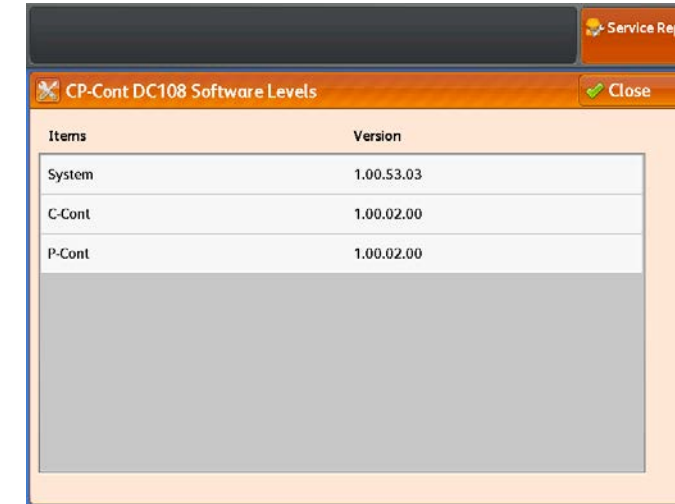 Service Rep
CP-Cont DC108 Software Levels Close
Items Version
System 1.00.53.03
C-Cont 1.00.02.00
P-Cont 1.00.02.00